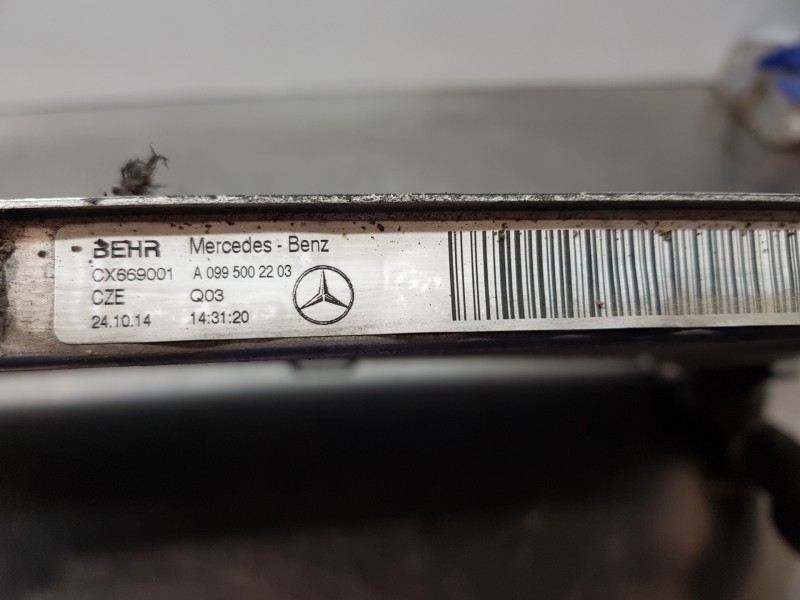 BEHR Mercedes - Benz
CX669001 A 099 500 22 03
CZE Q03
24.10.14 14:31:20